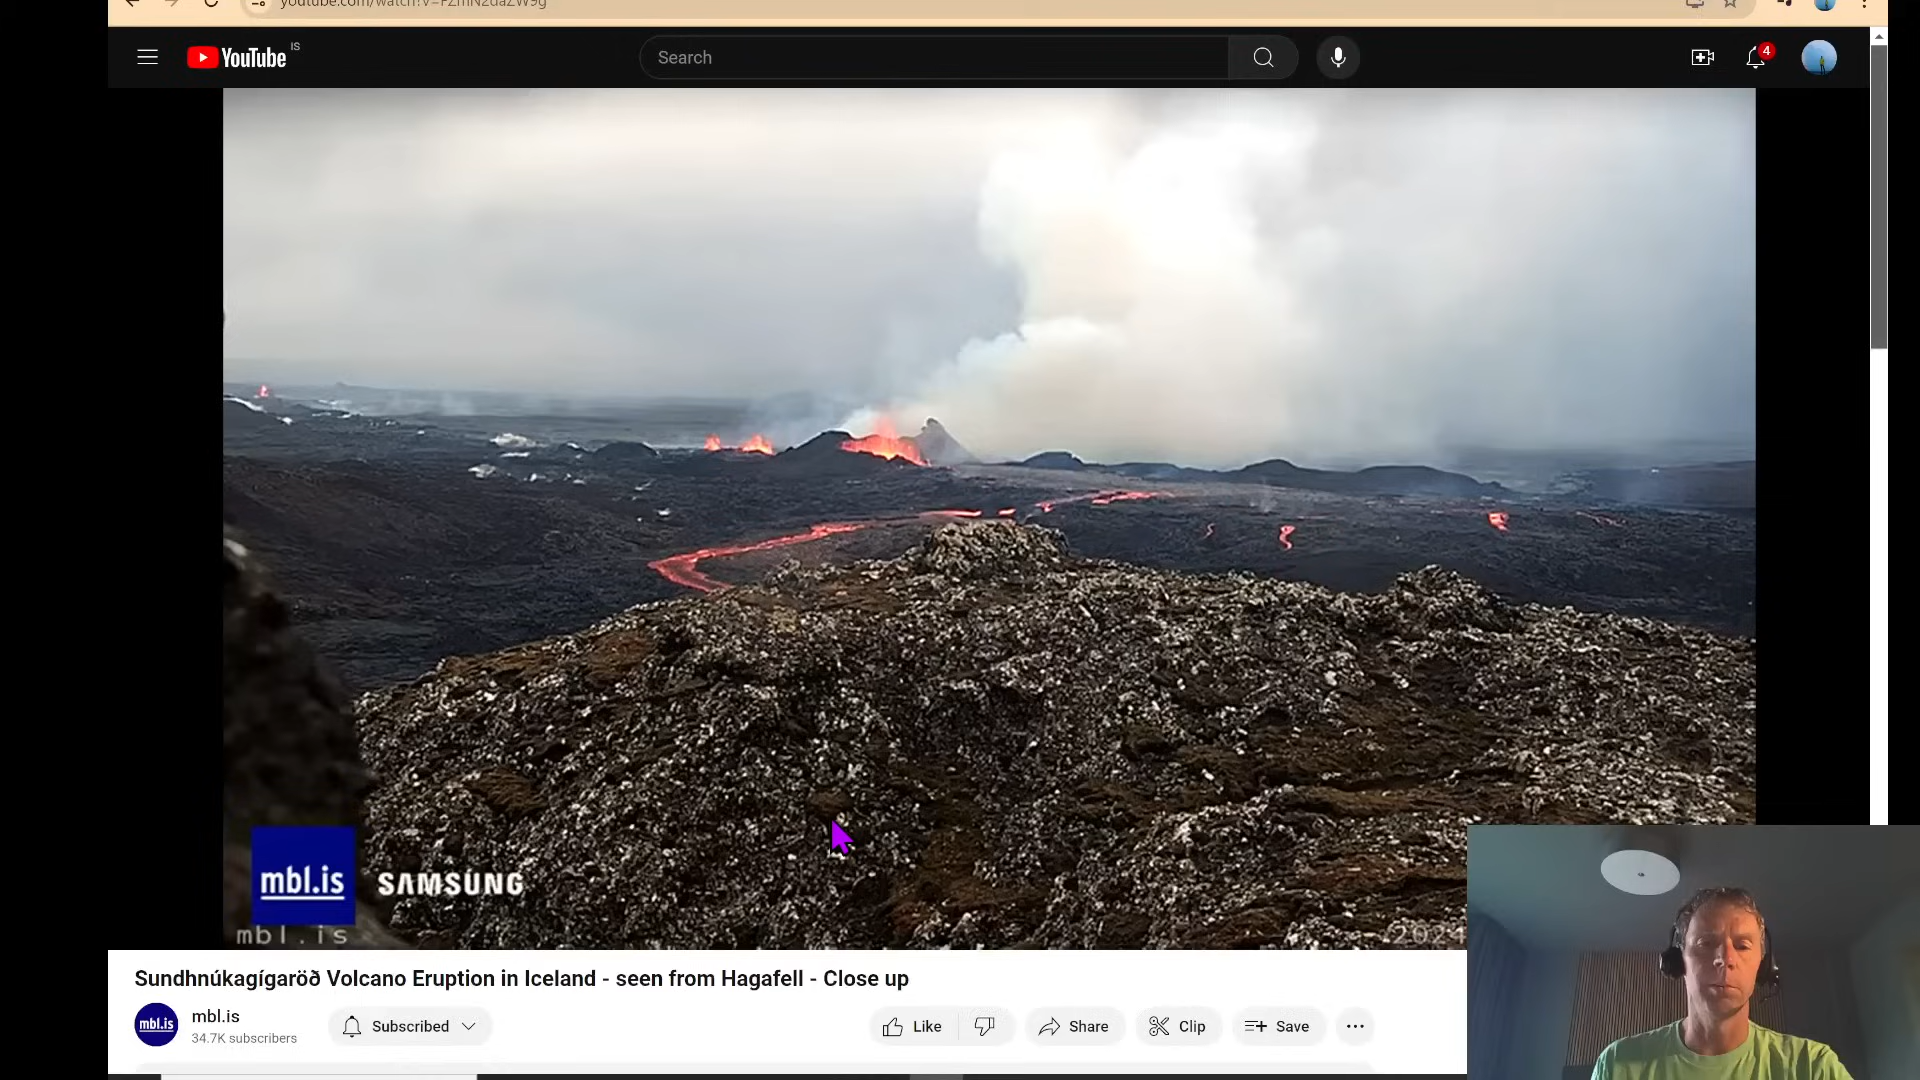 YouTube IS
Search
4
mbl.is
SAMSUNG
mbl.is
Sundhnúkagígaröð Volcano Eruption in Iceland - seen from Hagafell - Close up
mbl.is
mbl.is
34.7K subscribers
Subscribed
Like
Share
Clip
Save